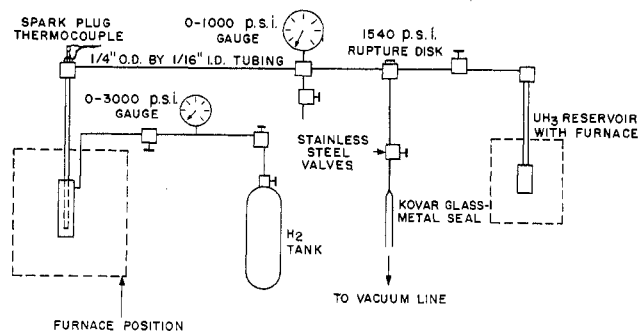 SPARK PLUG
THERMOCOUPLE
0-1000 p.s.i.
GAUGE
1540 p.s.i.
RUPTURE DISK
1/4" O.D. BY 1/16" I.D. TUBING
0-3000 p.s.i.
GAUGE
UH3 RESERVOIR
WITH FURNACE
STAINLESS
STEEL
VALVES
KOVAR GLASS-
METAL SEAL
H2
TANK
TO VACUUM LINE
FURNACE POSITION